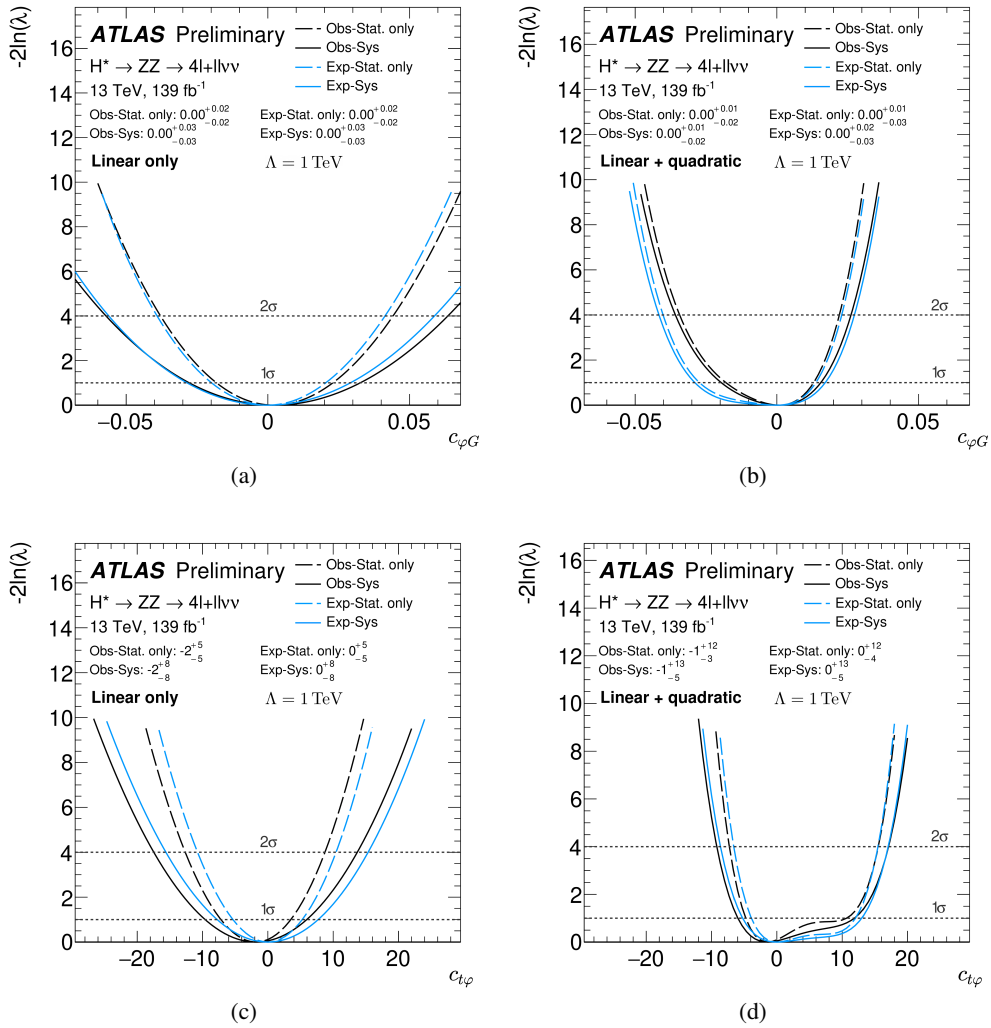 -2ln(λ)
16
14
12
10
8
6
4
2
0
ATLAS Preliminary
H* → ZZ → 4l+llνν
13 TeV, 139 fb⁻¹
Obs-Stat. only: 0.00 +0.02 −0.02 Exp-Stat. only: 0.00 +0.02 −0.02
Obs-Sys: 0.00 +0.03 −0.03 Exp-Sys: 0.00 +0.03 −0.03
Linear only Λ = 1 TeV
Obs-Stat. only
Obs-Sys
Exp-Stat. only
Exp-Sys
2σ
1σ
−0.05 0 0.05
c_φG
(a)
-2ln(λ)
16
14
12
10
8
6
4
2
0
ATLAS Preliminary
H* → ZZ → 4l+llνν
13 TeV, 139 fb⁻¹
Obs-Stat. only: 0.00 +0.01 −0.02 Exp-Stat. only: 0.00 +0.01 −0.03
Obs-Sys: 0.00 +0.01 −0.02 Exp-Sys: 0.00 +0.02 −0.03
Linear + quadratic Λ = 1 TeV
Obs-Stat. only
Obs-Sys
Exp-Stat. only
Exp-Sys
2σ
1σ
−0.05 0 0.05
c_φG
(b)
-2ln(λ)
16
14
12
10
8
6
4
2
0
ATLAS Preliminary
H* → ZZ → 4l+llνν
13 TeV, 139 fb⁻¹
Obs-Stat. only: -2 +5 −5 Exp-Stat. only: 0 +5 −5
Obs-Sys: -2 +8 −8 Exp-Sys: 0 +8 −8
Linear only Λ = 1 TeV
Obs-Stat. only
Obs-Sys
Exp-Stat. only
Exp-Sys
2σ
1σ
−20 −10 0 10 20
c_tφ
(c)
-2ln(λ)
16
14
12
10
8
6
4
2
0
ATLAS Preliminary
H* → ZZ → 4l+llνν
13 TeV, 139 fb⁻¹
Obs-Stat. only: -1 +12 −3 Exp-Stat. only: 0 +12 −4
Obs-Sys: -1 +13 −5 Exp-Sys: 0 +13 −5
Linear + quadratic Λ = 1 TeV
Obs-Stat. only
Obs-Sys
Exp-Stat. only
Exp-Sys
2σ
1σ
−20 −10 0 10 20
c_tφ
(d)